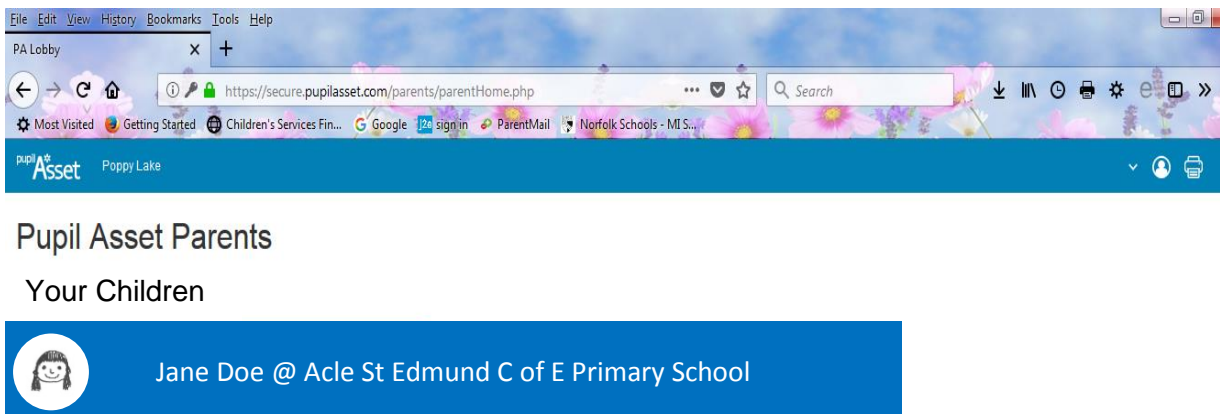 File Edit View History Bookmarks Tools Help
PA Lobby
https://secure.pupilasset.com/parents/parentHome.php
Search
Most Visited Getting Started Children's Services Fin... Google J2e sign in ParentMail Norfolk Schools - MI S...
pupil Asset Poppy Lake
Pupil Asset Parents
Your Children
Jane Doe @ Acle St Edmund C of E Primary School